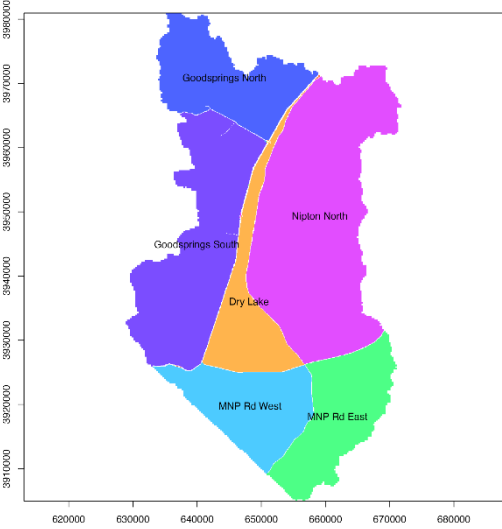 3980000
3970000
3960000
3950000
3940000
3930000
3920000
3910000
Goodsprings North
Nipton North
Goodsprings South
Dry Lake
MNP Rd West
MNP Rd East
620000 630000 640000 650000 660000 670000 680000